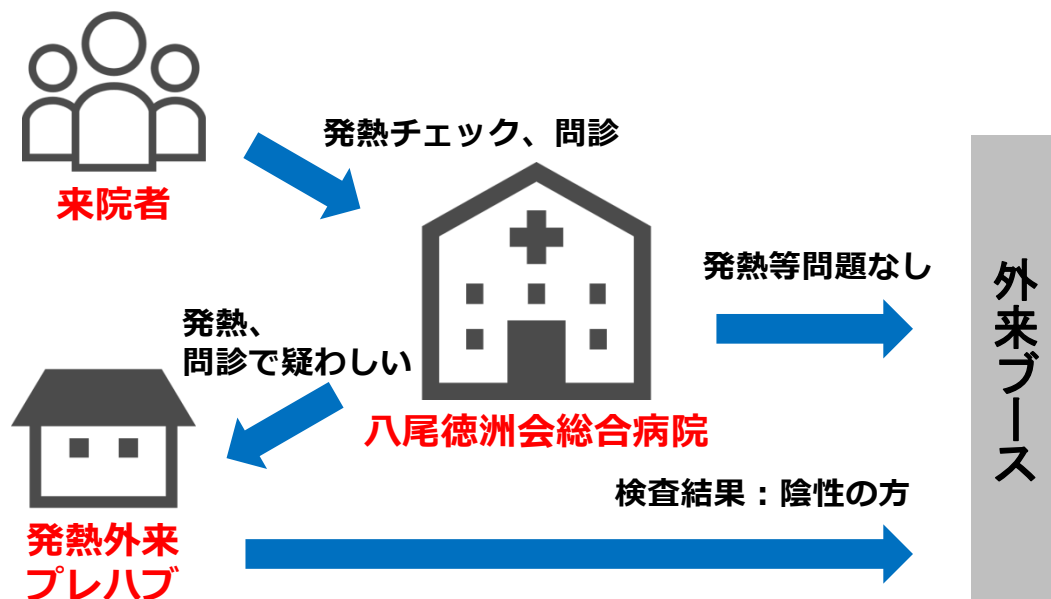 発熱チェック、問診
来院者
発熱等問題なし
外来ブース
発熱、
問診で疑わしい
八尾徳洲会総合病院
検査結果：陰性の方
発熱外来
プレハブ